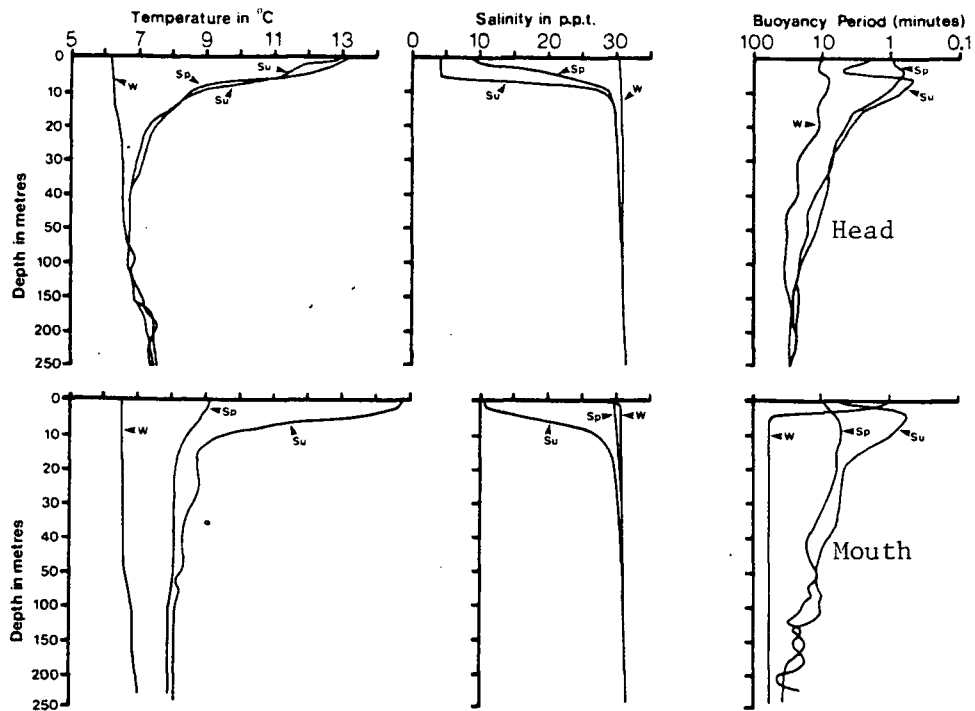 Temperature in °C
5 7 9 11 13
Salinity in p.p.t.
0 10 20 30
Buoyancy Period (minutes)
100 10 1 0.1
Depth in metres
0
10
20
30
40
50
100
150
200
250
W
Sp
Su
Su
Sp
Su
W
Sp
Su
W
Head
Depth in metres
0
10
20
30
40
50
100
150
200
250
W
Sp
Su
Sp
W
Su
W
Sp
Su
Mouth